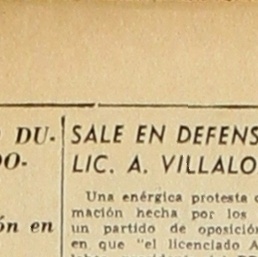 DU-
DO-
ón en
SALE EN DEFENS
LIC. A. VILLALO
Una enérgica protesta
mación hecha por los
un partido de oposición
en que "el licenciado A